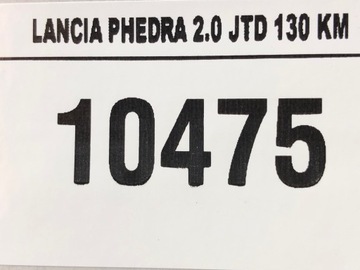 LANCIA PHEDRA 2.0 JTD 130 KM
10475